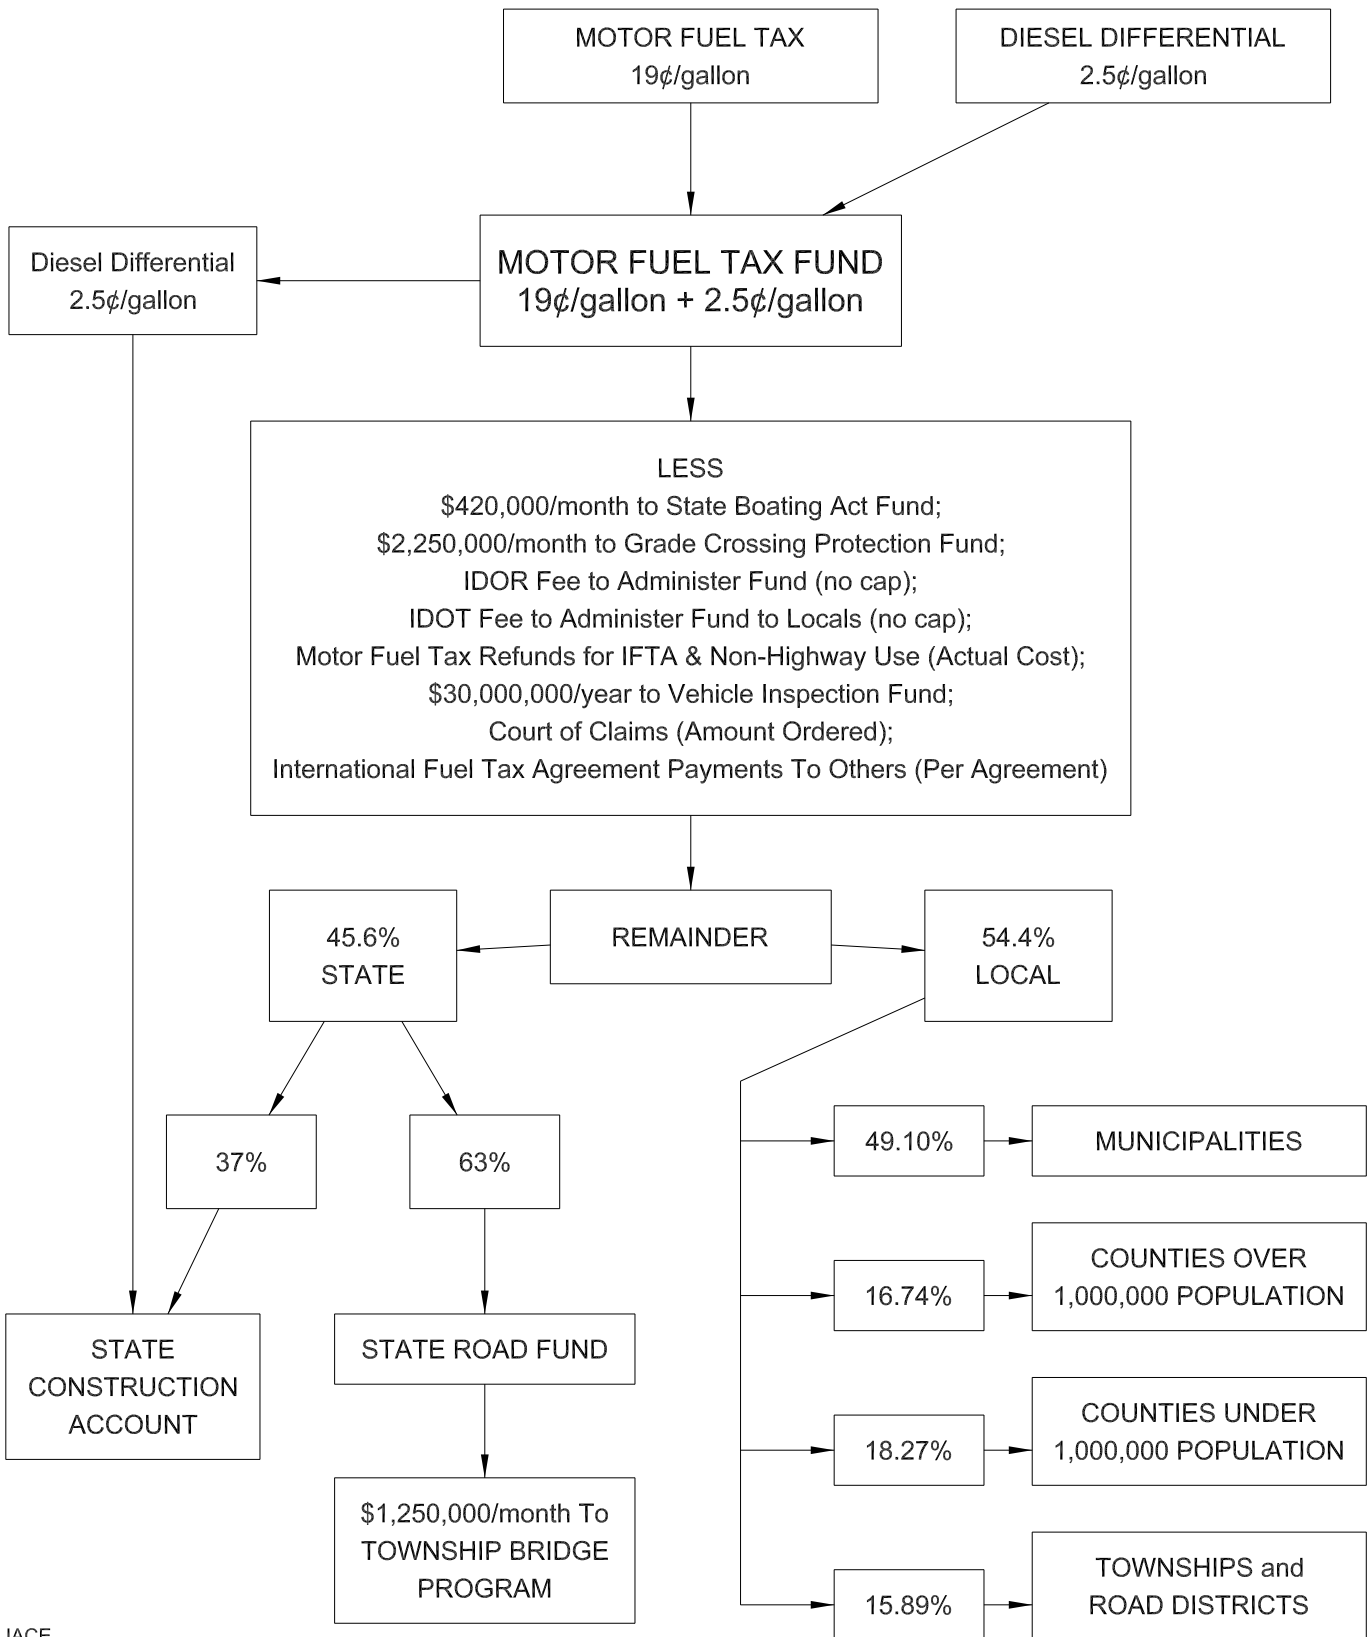 MOTOR FUEL TAX
19¢/gallon
DIESEL DIFFERENTIAL
2.5¢/gallon
Diesel Differential
2.5¢/gallon
MOTOR FUEL TAX FUND
19¢/gallon + 2.5¢/gallon
LESS
$420,000/month to State Boating Act Fund;
$2,250,000/month to Grade Crossing Protection Fund;
IDOR Fee to Administer Fund (no cap);
IDOT Fee to Administer Fund to Locals (no cap);
Motor Fuel Tax Refunds for IFTA & Non-Highway Use (Actual Cost);
$30,000,000/year to Vehicle Inspection Fund;
Court of Claims (Amount Ordered);
International Fuel Tax Agreement Payments To Others (Per Agreement)
45.6%
STATE
REMAINDER
54.4%
LOCAL
37%
63%
STATE
CONSTRUCTION
ACCOUNT
STATE ROAD FUND
$1,250,000/month To
TOWNSHIP BRIDGE
PROGRAM
49.10%
MUNICIPALITIES
16.74%
COUNTIES OVER
1,000,000 POPULATION
18.27%
COUNTIES UNDER
1,000,000 POPULATION
15.89%
TOWNSHIPS and
ROAD DISTRICTS